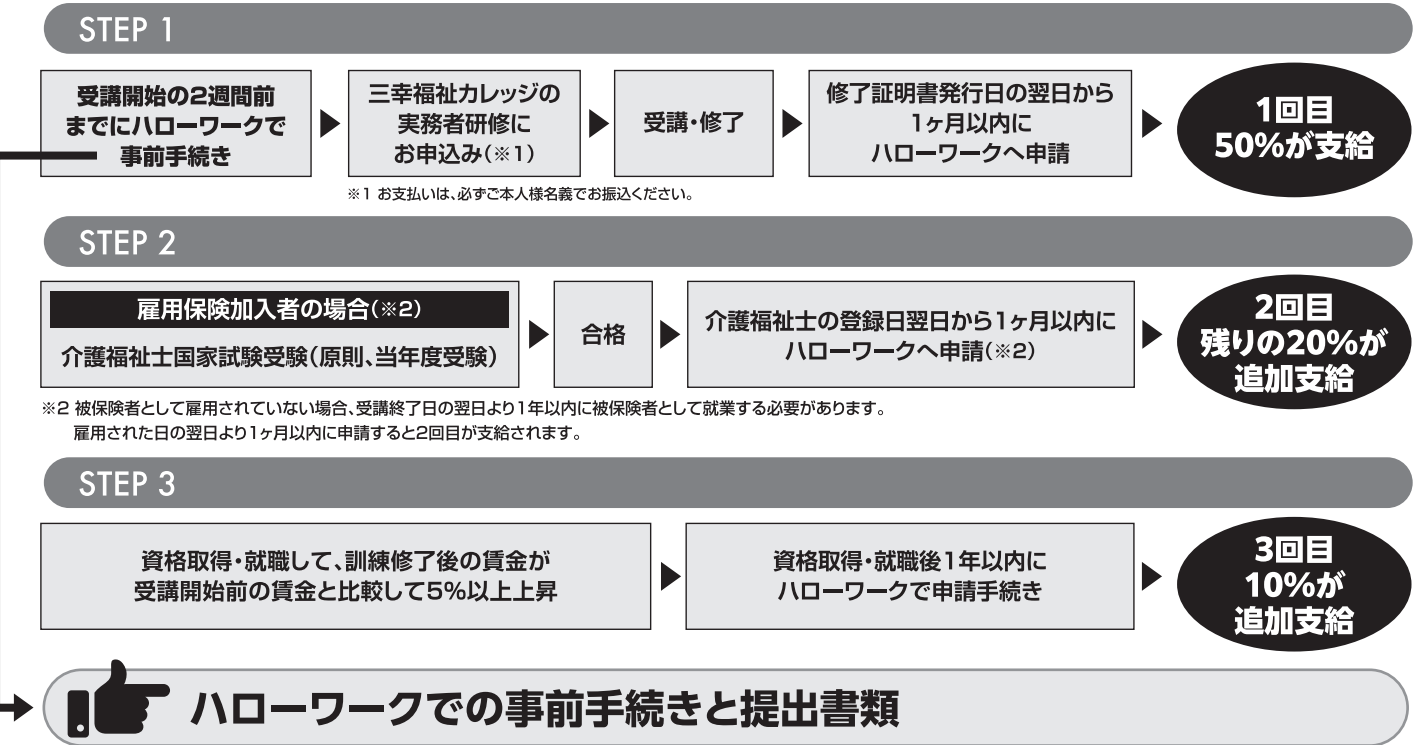 STEP 1
受講開始の2週間前
までにハローワークで
事前手続き
三幸福祉カレッジの
実務者研修に
お申込み(※1)
受講・修了
修了証明書発行日の翌日から
1ヶ月以内に
ハローワークへ申請
1回目
50%が支給
※1 お支払いは、必ずご本人様名義でお振込ください。
STEP 2
雇用保険加入者の場合(※2)
介護福祉士国家試験受験(原則、当年度受験)
合格
介護福祉士の登録日翌日から1ヶ月以内に
ハローワークへ申請(※2)
2回目
残りの20%が
追加支給
※2 被保険者として雇用されていない場合、受講終了日の翌日より1年以内に被保険者として就業する必要があります。
雇用された日の翌日より1ヶ月以内に申請すると2回目が支給されます。
STEP 3
資格取得・就職して、訓練修了後の賃金が
受講開始前の賃金と比較して5%以上上昇
資格取得・就職後1年以内に
ハローワークで申請手続き
3回目
10%が
追加支給
ハローワークでの事前手続きと提出書類